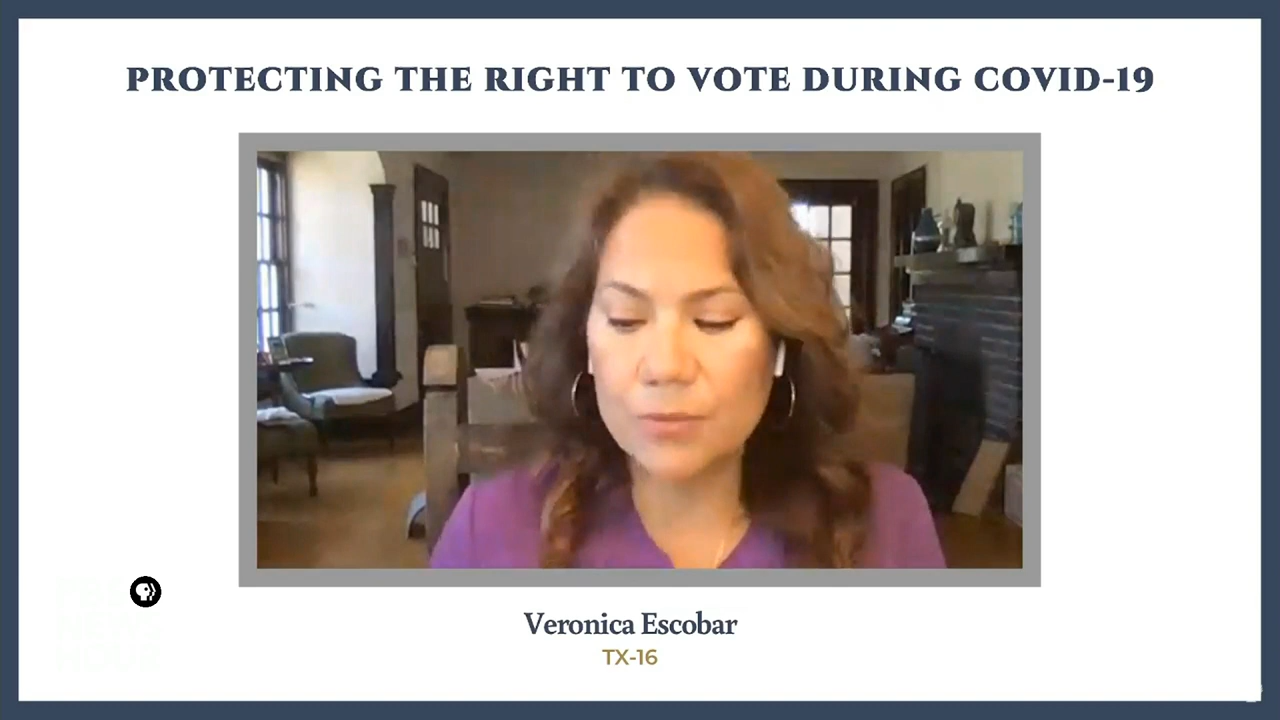 PROTECTING THE RIGHT TO VOTE DURING COVID-19
Veronica Escobar
TX-16